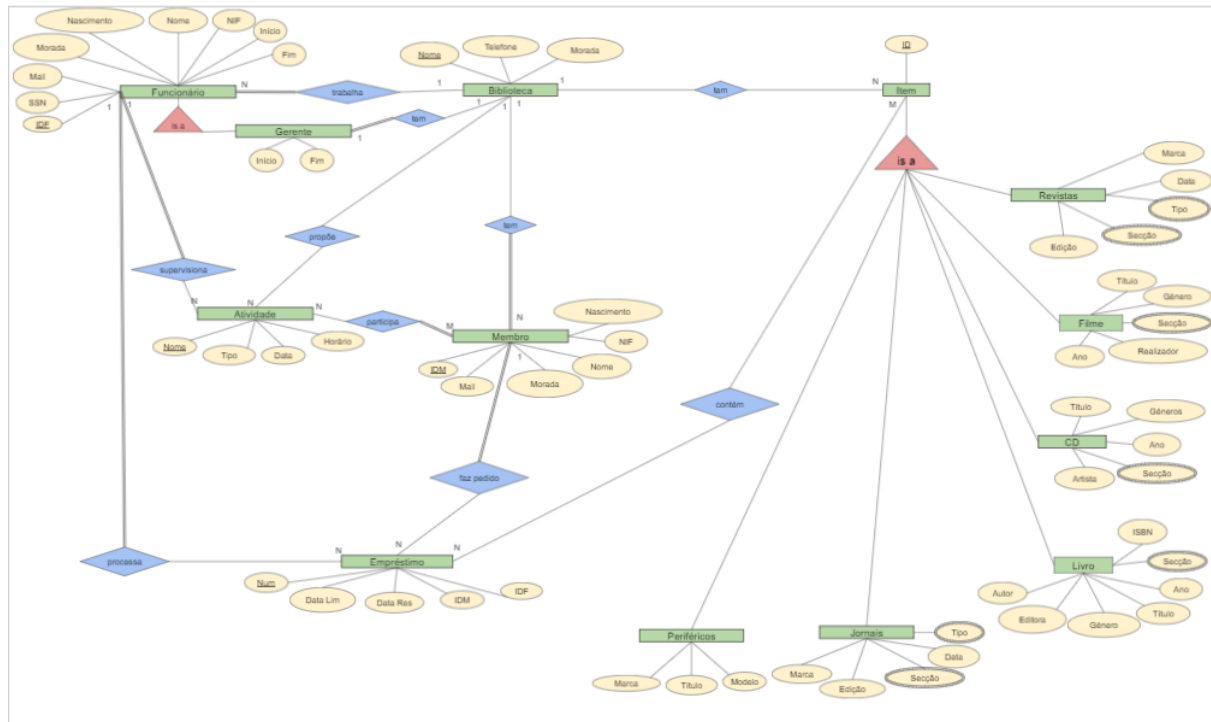 Nascimento
Nome
NIF
Início
Fim
Morada
Mail
SSN
IDF
Funcionário
N
1
1
trabalha
1
Nome
Telefone
Morada
Biblioteca
1
1
1
1
tem
N
ID
Item
M
is a
Gerente
1
tem
Início
Fim
is a
Marca
Data
Tipo
Secção
Edição
Revistas
propõe
tem
supervisiona
N
N
N
Atividade
participa
M
N
Membro
1
Nome
Tipo
Data
Horário
Nascimento
NIF
Nome
Morada
Mail
IDM
Título
Género
Filme
Secção
Ano
Realizador
contém
Título
Géneros
CD
Ano
Secção
Artista
faz pedido
processa
N
N
N
Empréstimo
Num
Data Lim
Data Res
IDM
IDF
ISBN
Secção
Livro
Autor
Ano
Editora
Género
Título
Periféricos
Marca
Título
Modelo
Jornais
Tipo
Data
Marca
Edição
Secção